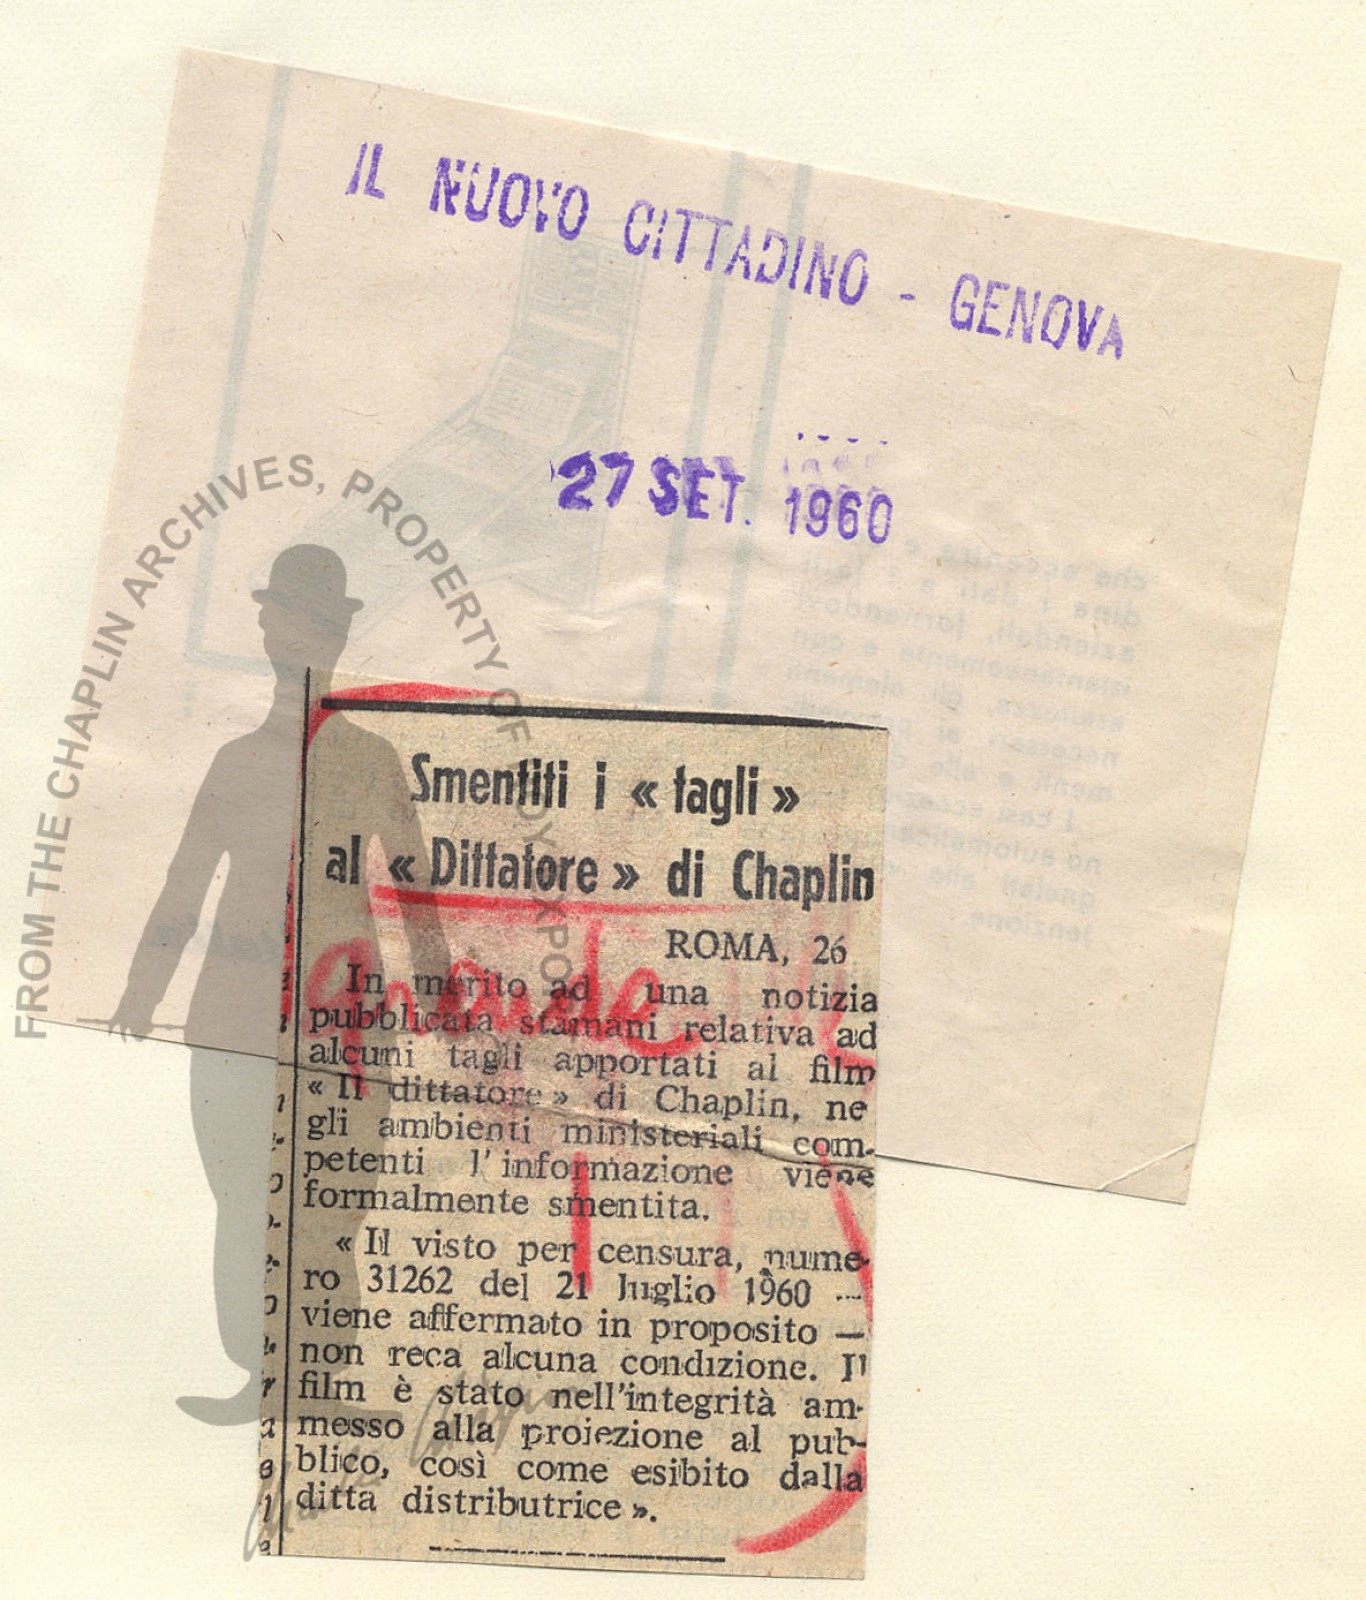 IL NUOVO CITTADINO - GENOVA
27 SET. 1960
FROM THE CHAPLIN ARCHIVES, PROPERTY OF ROY EXPORT
Smentiti i « tagli »
al « Dittatore » di Chaplin
ROMA, 26
In merito ad una notizia
pubblicata stamani relativa ad
alcuni tagli apportati al film
« Il dittatore » di Chaplin, ne
gli ambienti ministeriali com-
petenti l'informazione viene
formalmente smentita.
« Il visto per censura, nume-
ro 31262 del 21 luglio 1960 —
viene affermato in proposito —
non reca alcuna condizione. Il
film è stato nell'integrità am-
messo alla proiezione al pub-
blico, così come esibito dalla
ditta distributrice ».